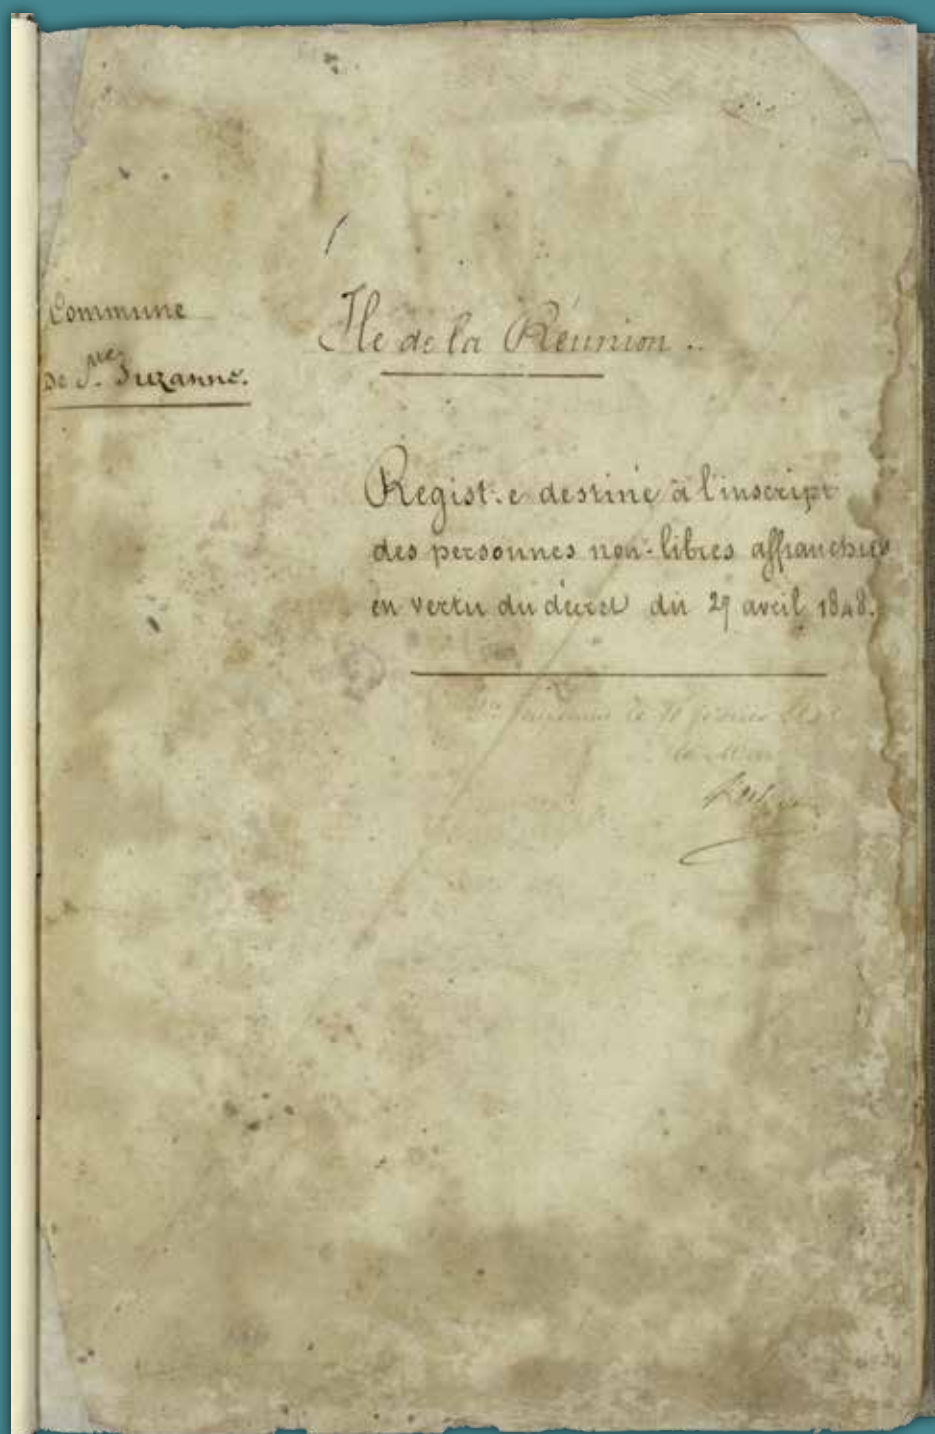 Commune
De Ste Suzanne.
Ile de la Réunion ..
Regist.e destiné à l'inscript
des personnes non-libres affranchies
en vertu du décret du 27 avril 1848.
le